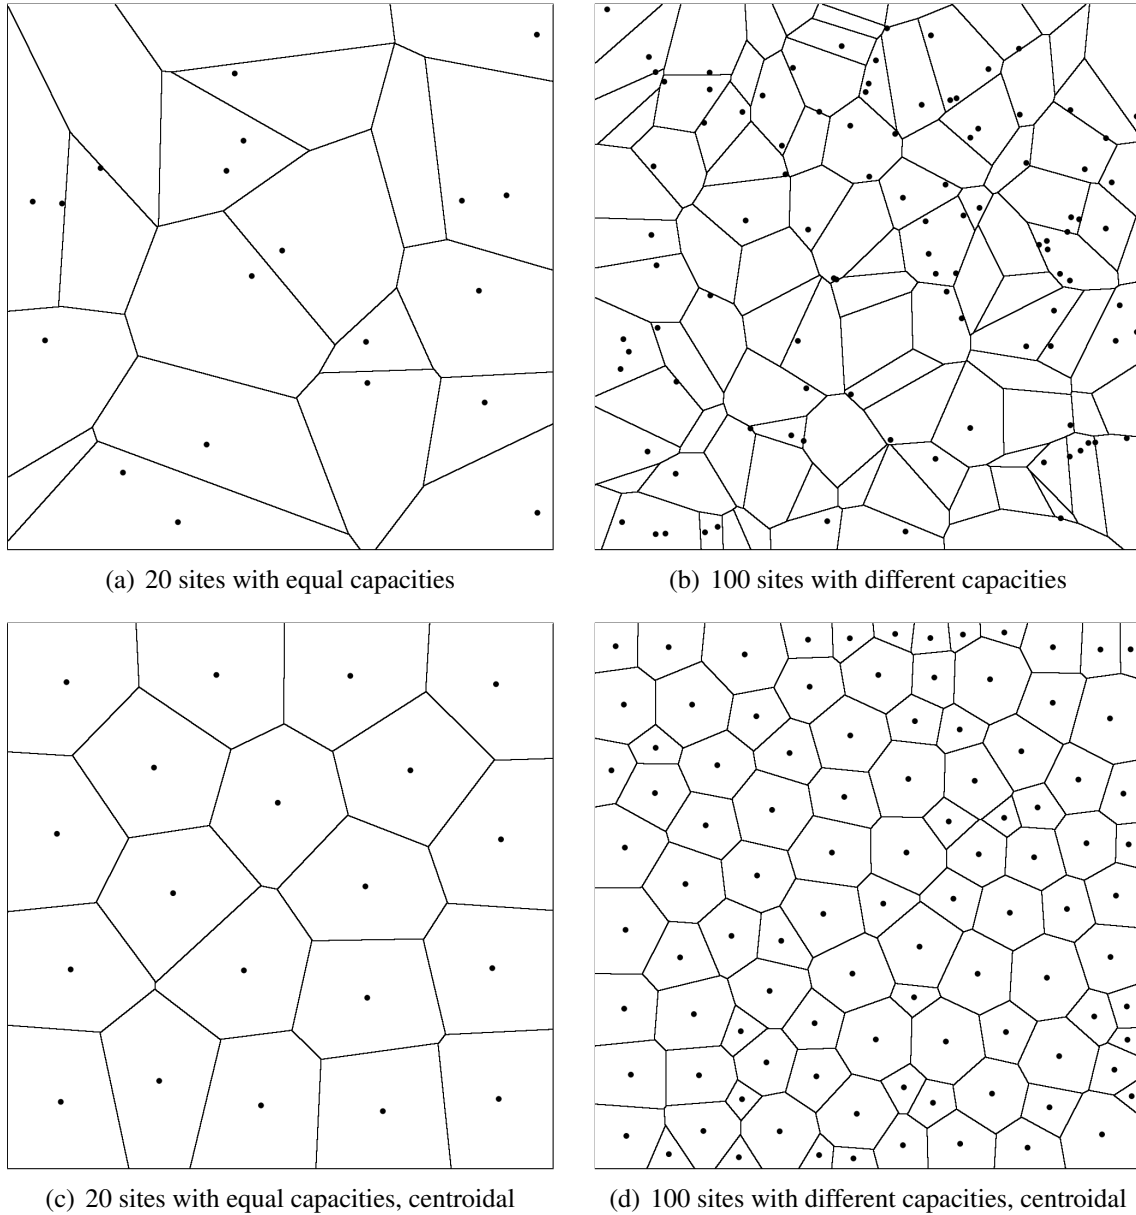 (a) 20 sites with equal capacities
(b) 100 sites with different capacities
(c) 20 sites with equal capacities, centroidal
(d) 100 sites with different capacities, centroidal